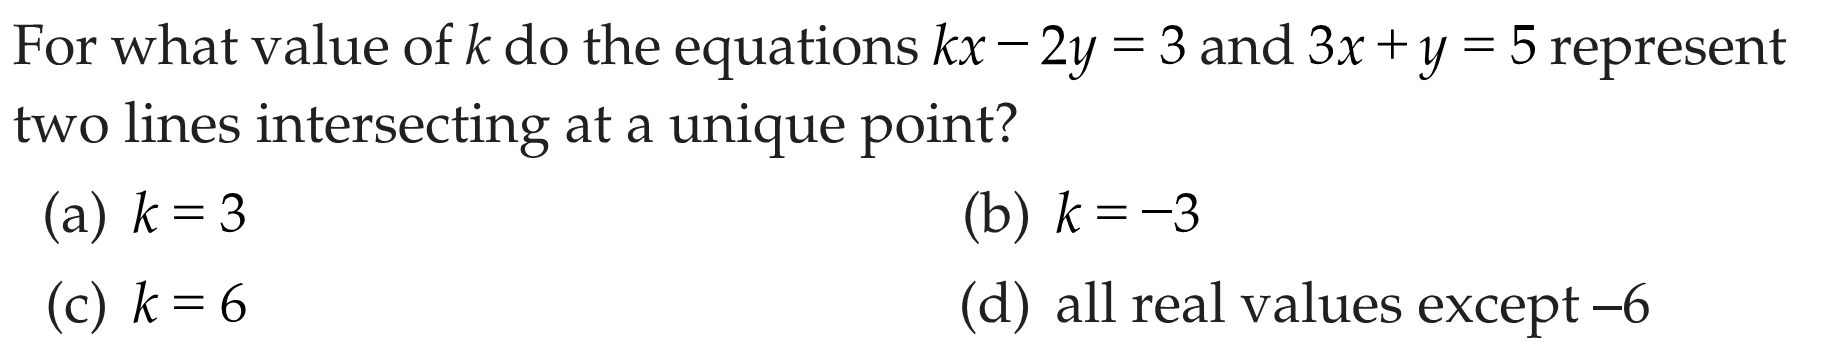 For what value of k do the equations kx − 2y = 3 and 3x + y = 5 represent
two lines intersecting at a unique point?
(a) k = 3 (b) k = −3
(c) k = 6 (d) all real values except –6